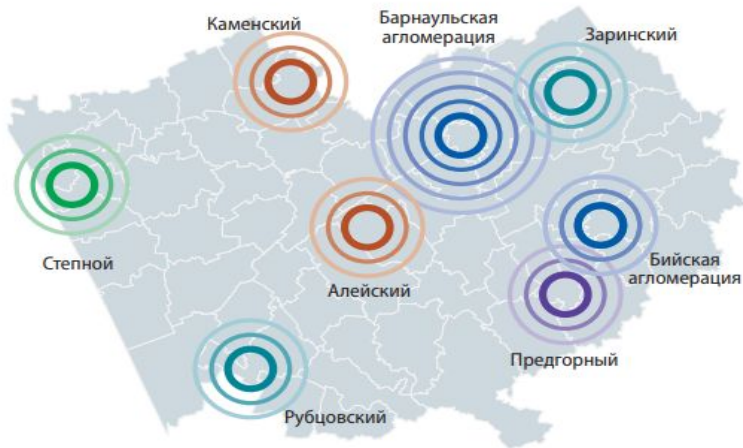 Каменский
Барнаульская
агломерация
Заринский
Степной
Алейский
Бийская
агломерация
Предгорный
Рубцовский